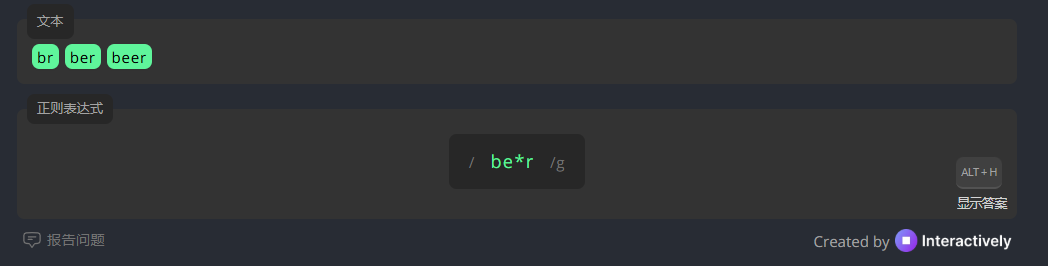 文本
br ber beer
正则表达式
/ be*r /g
ALT + H
显示答案
报告问题
Created by Interactively